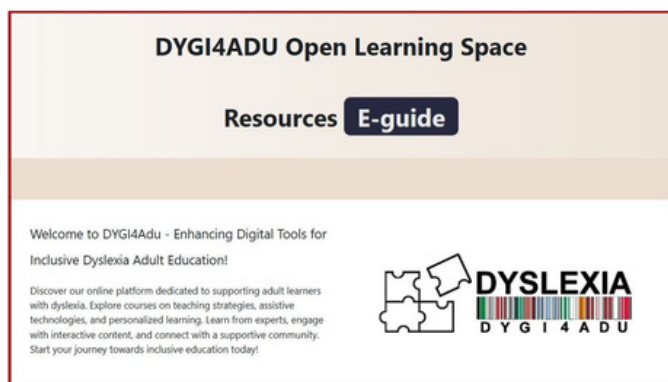 DYGI4ADU Open Learning Space
Resources E-guide
Welcome to DYGI4Adu - Enhancing Digital Tools for
Inclusive Dyslexia Adult Education!
Discover our online platform dedicated to supporting adult learners
with dyslexia. Explore courses on teaching strategies, assistive
technologies, and personalized learning. Learn from experts, engage
with interactive content, and connect with a supportive community.
Start your journey towards inclusive education today!
DYSLEXIA
DYGI4ADU